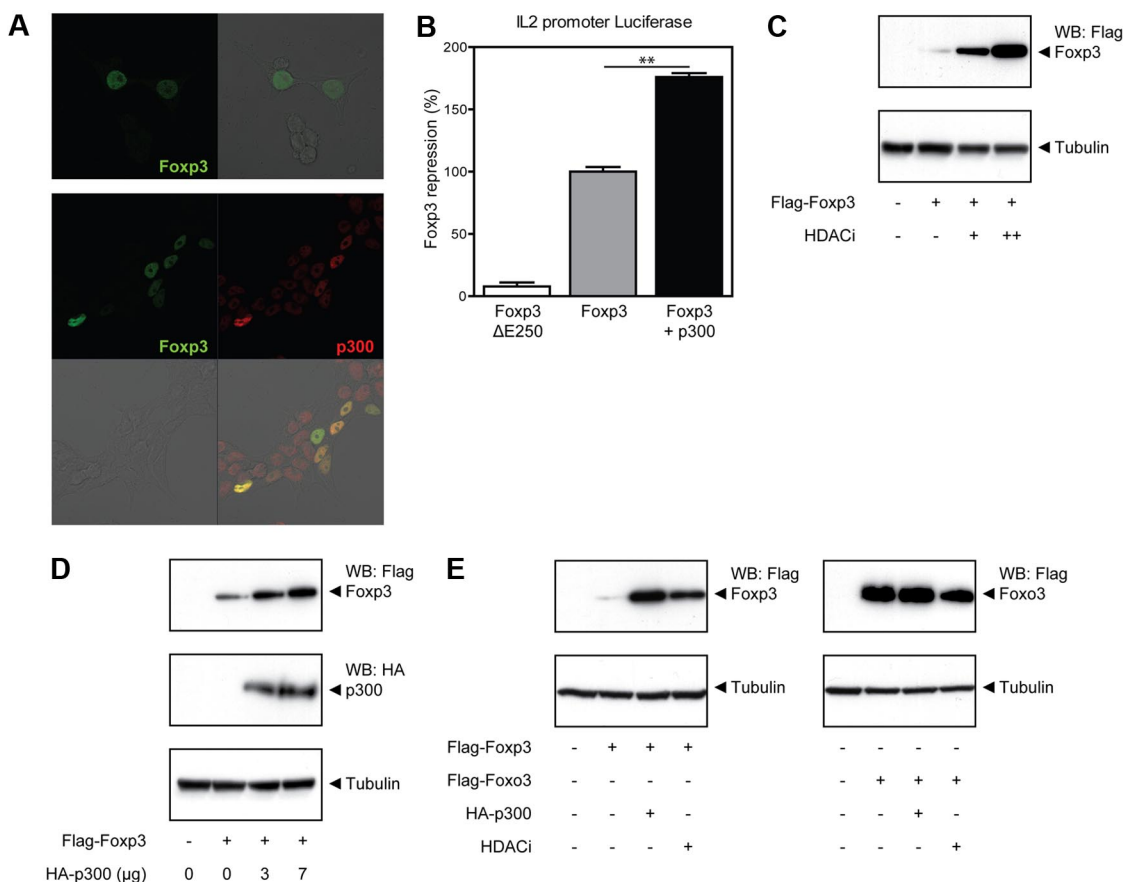 A
Foxp3
Foxp3
p300
B
IL2 promoter Luciferase
Foxp3 repression (%)
200
150
100
50
0
**
Foxp3 Foxp3 Foxp3
ΔE250 + p300
C
WB: Flag
◄ Foxp3
◄ Tubulin
Flag-Foxp3 - + + +
HDACi - - + ++
D
WB: Flag
◄ Foxp3
WB: HA
◄ p300
◄ Tubulin
Flag-Foxp3 - + + +
HA-p300 (µg) 0 0 3 7
E
WB: Flag
◄ Foxp3
WB: Flag
◄ Foxo3
◄ Tubulin
◄ Tubulin
Flag-Foxp3 - + + + - - - -
Flag-Foxo3 - - - - - + + +
HA-p300 - - + - - - + -
HDACi - - - + - - - +